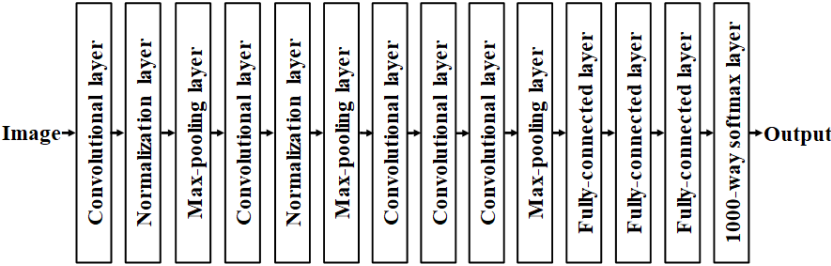 Image
Convolutional layer
Normalization layer
Max-pooling layer
Convolutional layer
Normalization layer
Max-pooling layer
Convolutional layer
Convolutional layer
Convolutional layer
Max-pooling layer
Fully-connected layer
Fully-connected layer
Fully-connected layer
1000-way softmax layer
Output